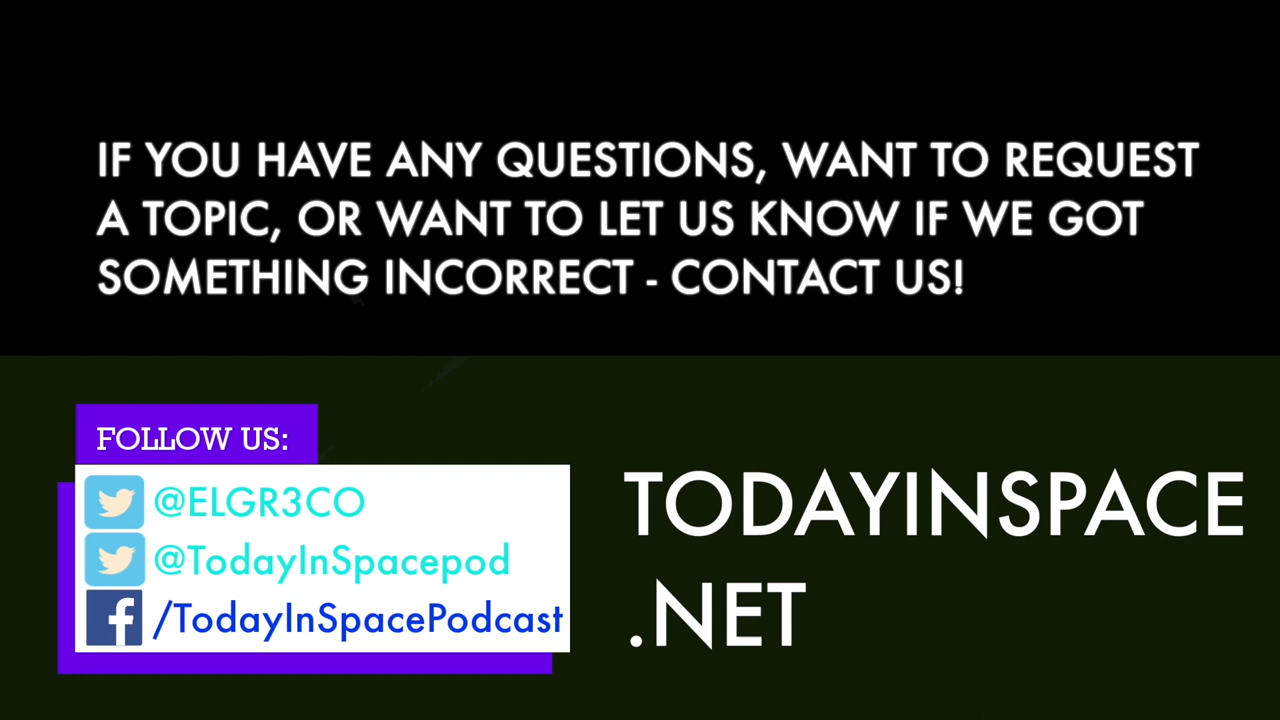 IF YOU HAVE ANY QUESTIONS, WANT TO REQUEST
A TOPIC, OR WANT TO LET US KNOW IF WE GOT
SOMETHING INCORRECT - CONTACT US!
FOLLOW US:
@ELGR3CO
@TodayInSpacepod
/TodayInSpacePodcast
TODAYINSPACE
.NET